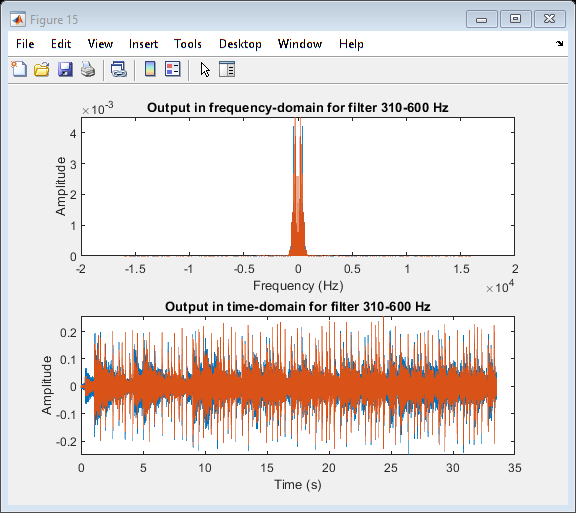 Figure 15
File Edit View Insert Tools Desktop Window Help
Output in frequency-domain for filter 310-600 Hz
×10-3
4
3
2
1
0
Amplitude
-2 -1.5 -1 -0.5 0 0.5 1 1.5 2
Frequency (Hz)
×104
Output in time-domain for filter 310-600 Hz
0.2
0.1
0
-0.1
-0.2
Amplitude
0 5 10 15 20 25 30 35
Time (s)